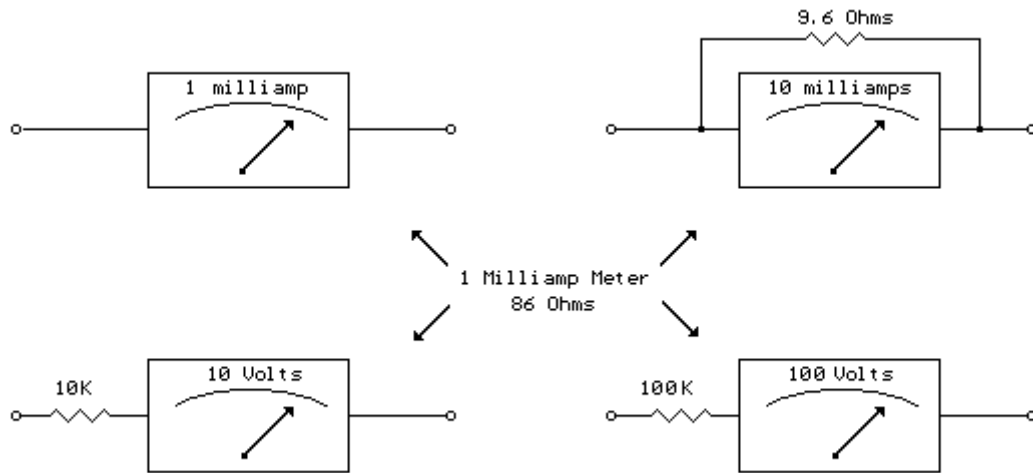 9.6 Ohms
1 milliamp
10 milliamps
1 Milliamp Meter
86 Ohms
10K
10 Volts
100K
100 Volts